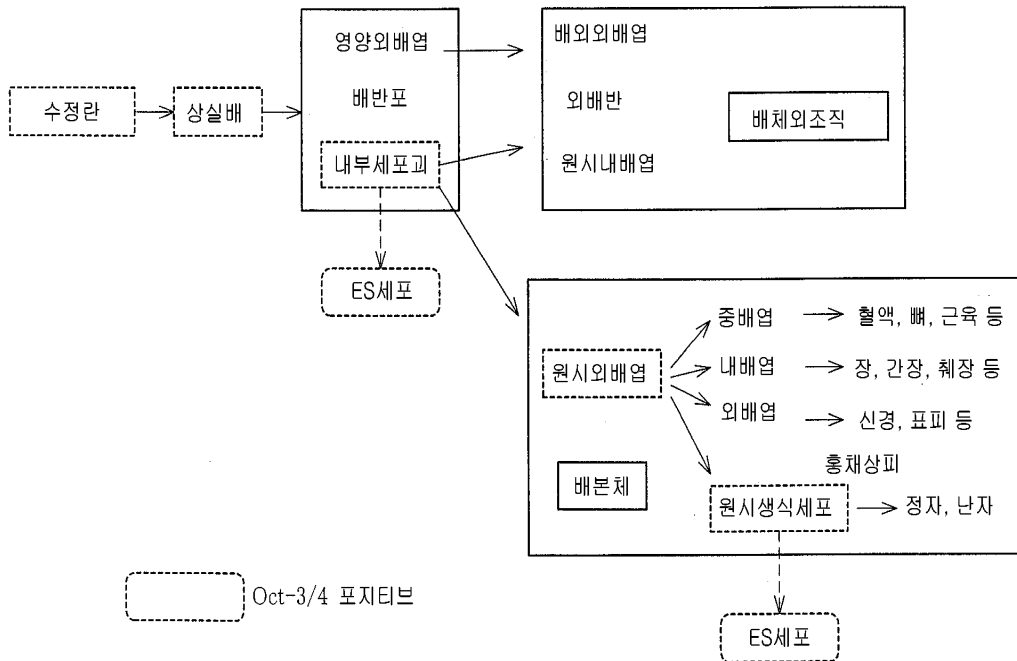 수정란
상실배
영양외배엽
배반포
내부세포괴
ES세포
배외외배엽
외배반
원시내배엽
배체외조직
원시외배엽
배본체
중배엽
혈액, 뼈, 근육 등
내배엽
장, 간장, 췌장 등
외배엽
신경, 표피 등
홍채상피
원시생식세포
정자, 난자
ES세포
Oct-3/4 포지티브